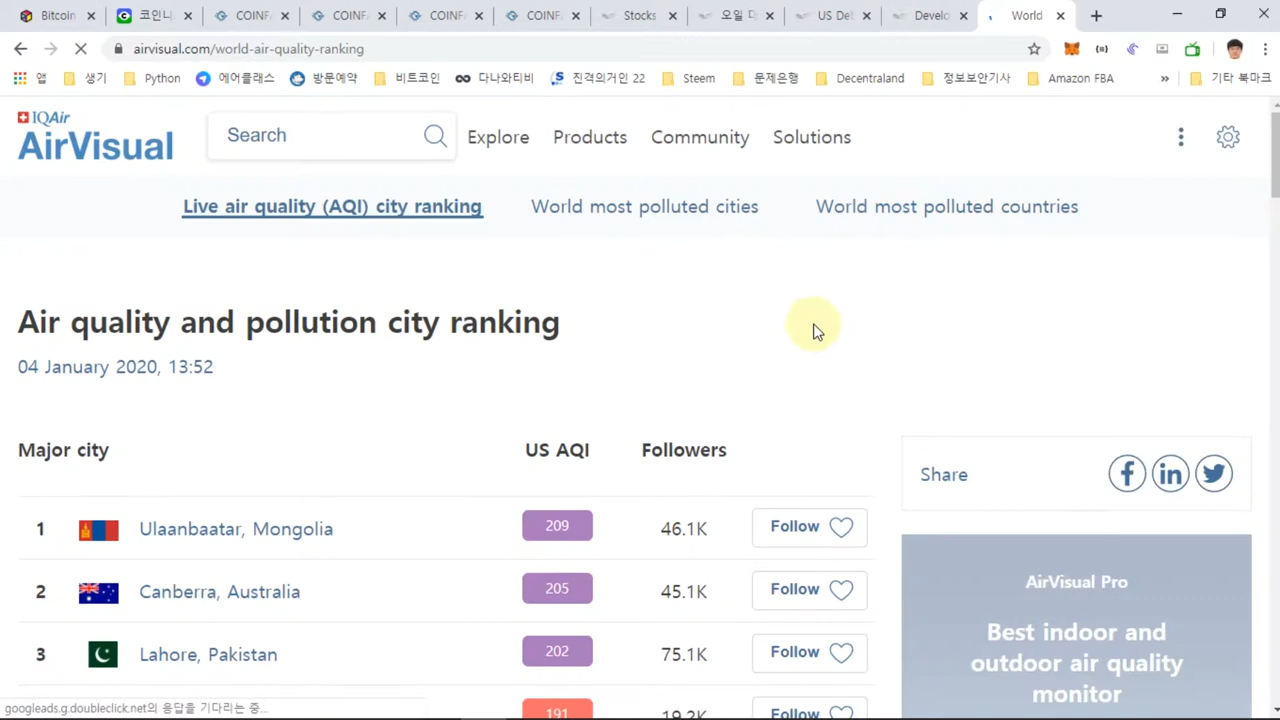 Bitcoin
코인니
COINFA
COINFA
COINFA
COINFA
Stocks
오일
US Del
Develo
World
airvisual.com/world-air-quality-ranking
앱
생기
Python
에어클래스
방문예약
비트코인
다나와티비
진격의거인 22
Steem
문제은행
Decentraland
정보보안기사
Amazon FBA
»
기타 북마크
IQAir
AirVisual
Search
Explore
Products
Community
Solutions
Live air quality (AQI) city ranking
World most polluted cities
World most polluted countries
Air quality and pollution city ranking
04 January 2020, 13:52
Major city
US AQI
Followers
1
Ulaanbaatar, Mongolia
209
46.1K
Follow
2
Canberra, Australia
205
45.1K
Follow
3
Lahore, Pakistan
202
75.1K
Follow
191
19.2K
Follow
Share
AirVisual Pro
Best indoor and
outdoor air quality
monitor
googleads.g.doubleclick.net의 응답을 기다리는 중...